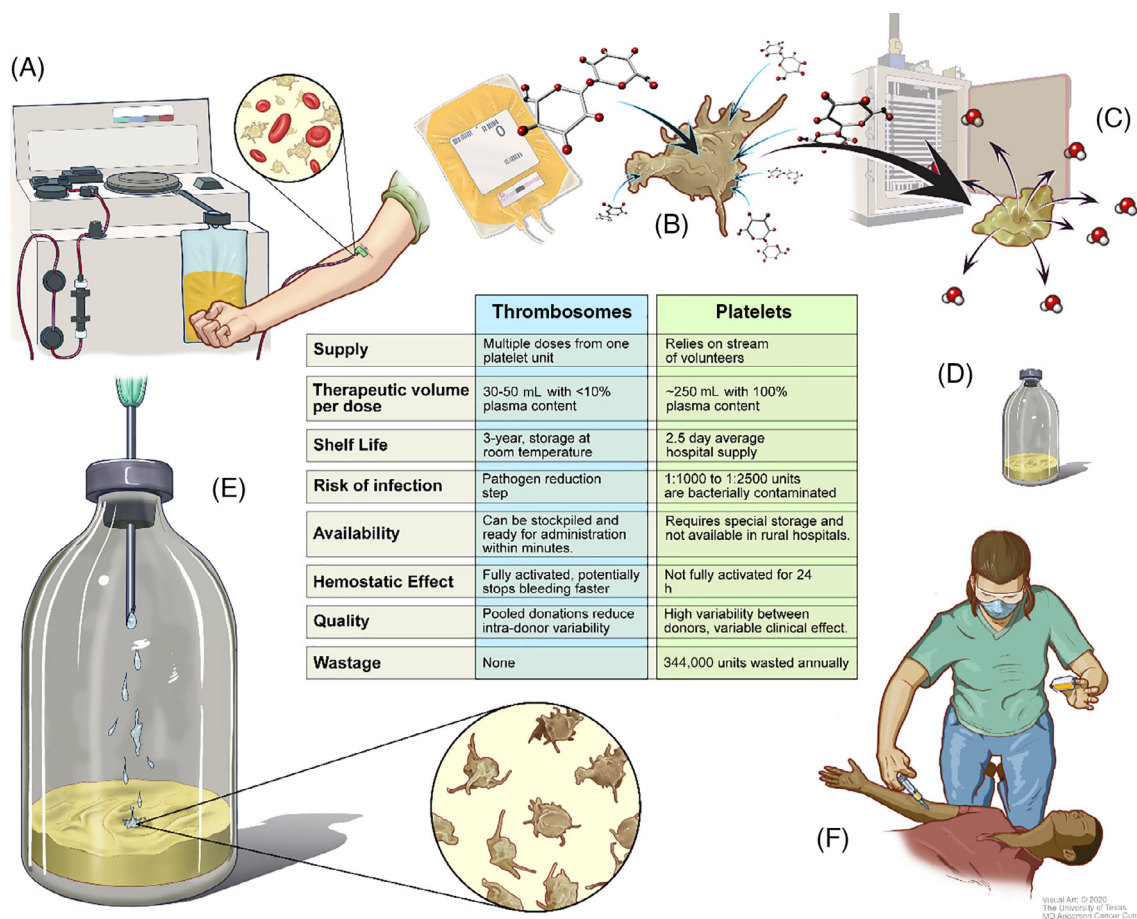 (A)
0
(B)
(C)
Thrombosomes Platelets
Supply
Multiple doses from one
platelet unit
Relies on stream
of volunteers
Therapeutic volume
per dose
30-50 mL with <10%
plasma content
~250 mL with 100%
plasma content
Shelf Life
3-year, storage at
room temperature
2.5 day average
hospital supply
Risk of infection
Pathogen reduction
step
1:1000 to 1:2500 units
are bacterially contaminated
Availability
Can be stockpiled and
ready for administration
within minutes.
Requires special storage and
not available in rural hospitals.
Hemostatic Effect
Fully activated, potentially
stops bleeding faster
Not fully activated for 24
h
Quality
Pooled donations reduce
intra-donor variability
High variability between
donors, variable clinical effect.
Wastage
None
344,000 units wasted annually
(D)
(E)
(F)
Visual Art: © 2020
The University of Texas
MD Anderson Cancer Cen